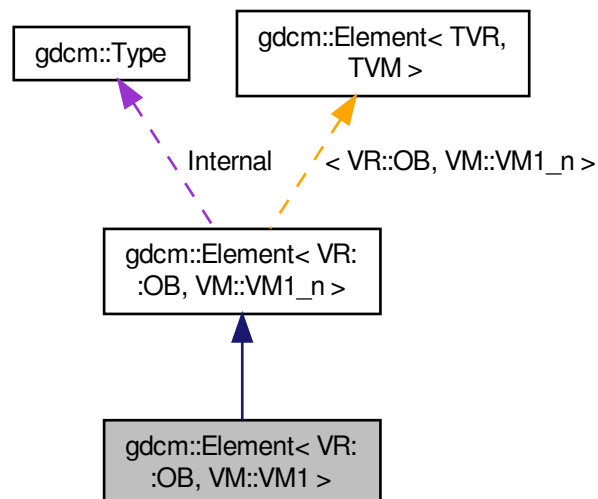 gdcm::Type
gdcm::Element< TVR,
TVM >
Internal
< VR::OB, VM::VM1_n >
gdcm::Element< VR:
:OB, VM::VM1_n >
gdcm::Element< VR:
:OB, VM::VM1 >